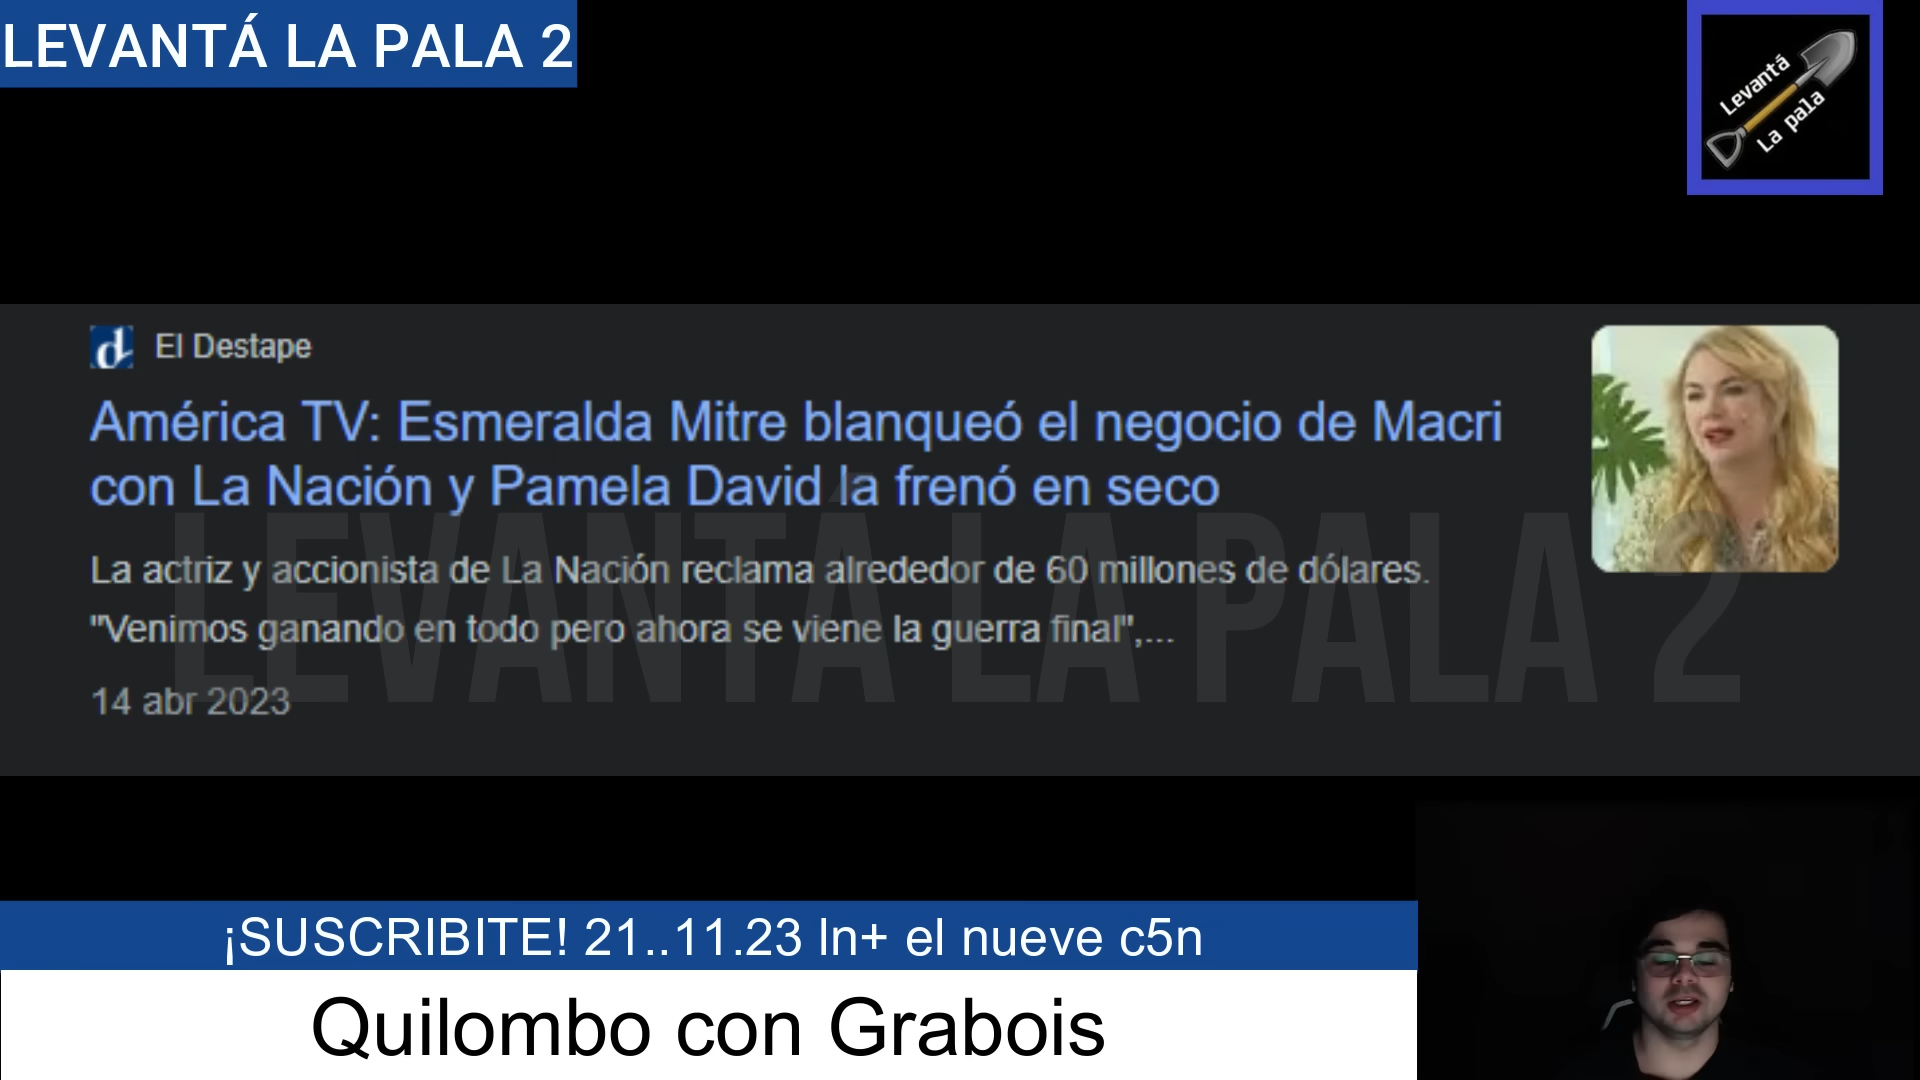 LEVANTÁ LA PALA 2
Levantá
La pala
El Destape
América TV: Esmeralda Mitre blanqueó el negocio de Macri
con La Nación y Pamela David la frenó en seco
La actriz y accionista de La Nación reclama alrededor de 60 millones de dólares.
"Venimos ganando en todo pero ahora se viene la guerra final",...
14 abr 2023
LEVANTÁ LA PALA 2
¡SUSCRIBITE! 21..11.23 ln+ el nueve c5n
Quilombo con Grabois